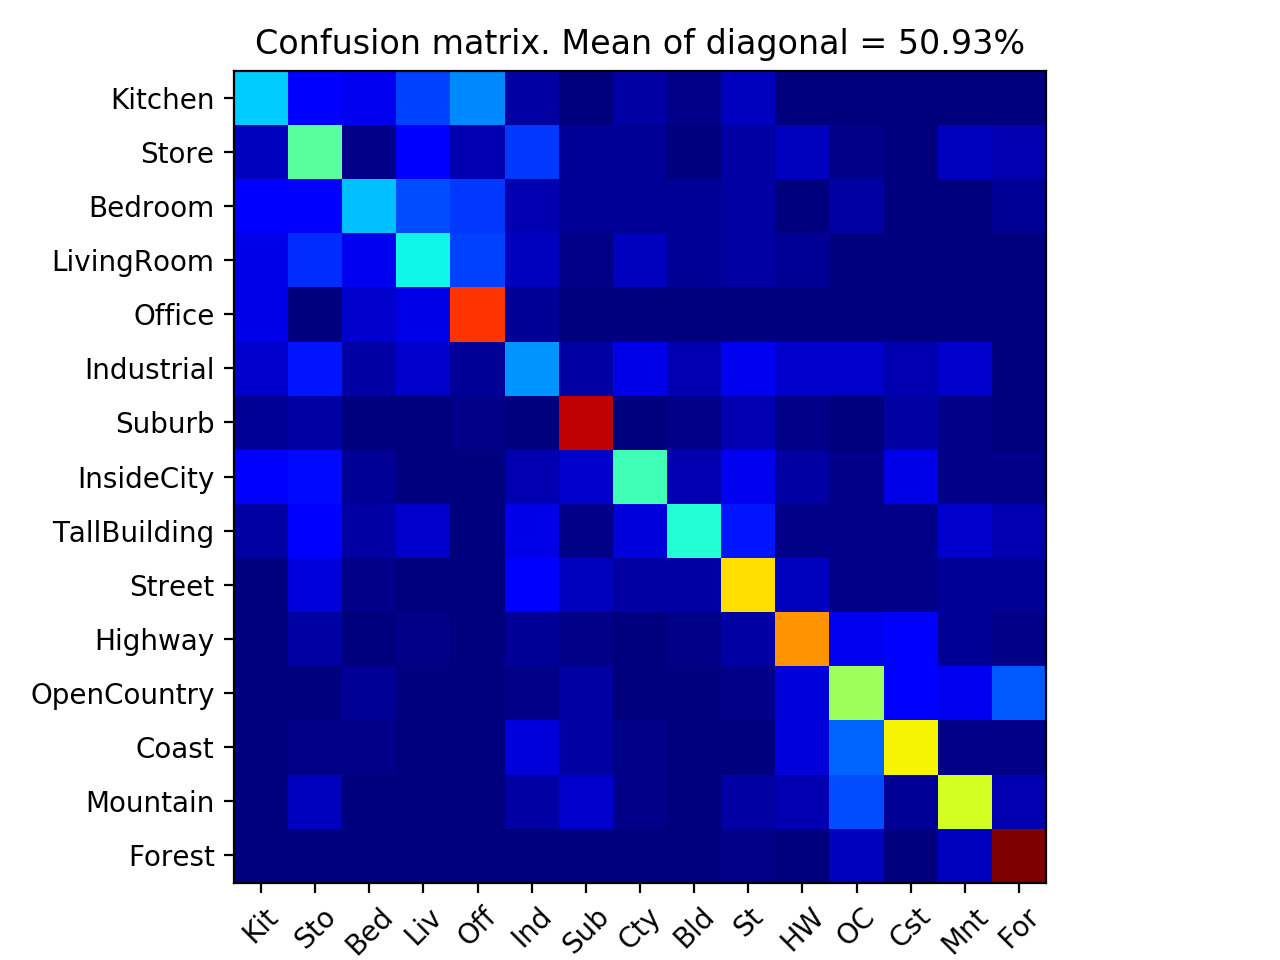 Confusion matrix. Mean of diagonal = 50.93%
Kitchen
Store
Bedroom
LivingRoom
Office
Industrial
Suburb
InsideCity
TallBuilding
Street
Highway
OpenCountry
Coast
Mountain
Forest
Kit Sto Bed Liv Off Ind Sub Cty Bld St HW OC Cst Mnt For